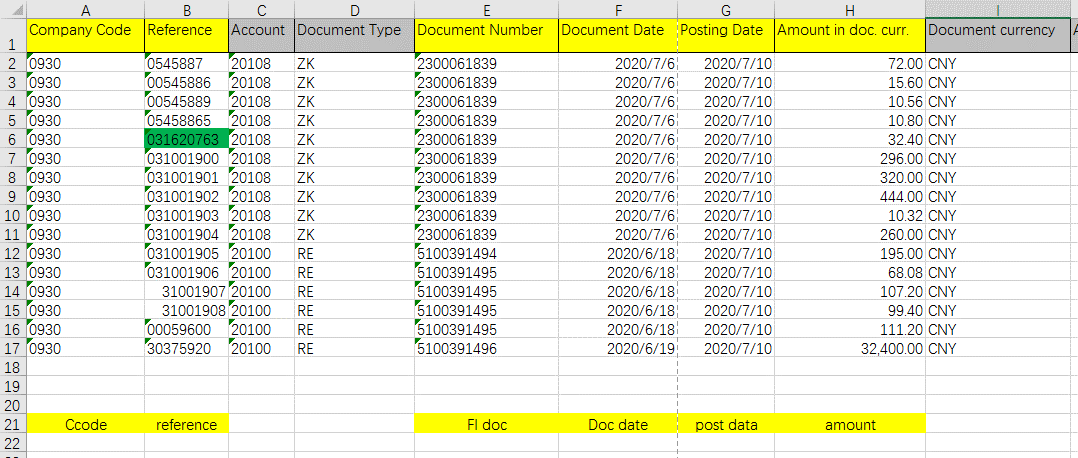 A B C D E F G H I
1 Company Code Reference Account Document Type Document Number Document Date Posting Date Amount in doc. curr. Document currency A
2 0930 0545887 20108 ZK 2300061839 2020/7/6 2020/7/10 72.00 CNY
3 0930 00545886 20108 ZK 2300061839 2020/7/6 2020/7/10 15.60 CNY
4 0930 00545889 20108 ZK 2300061839 2020/7/6 2020/7/10 10.56 CNY
5 0930 05458865 20108 ZK 2300061839 2020/7/6 2020/7/10 10.80 CNY
6 0930 031620763 20108 ZK 2300061839 2020/7/6 2020/7/10 32.40 CNY
7 0930 031001900 20108 ZK 2300061839 2020/7/6 2020/7/10 296.00 CNY
8 0930 031001901 20108 ZK 2300061839 2020/7/6 2020/7/10 320.00 CNY
9 0930 031001902 20108 ZK 2300061839 2020/7/6 2020/7/10 444.00 CNY
10 0930 031001903 20108 ZK 2300061839 2020/7/6 2020/7/10 10.32 CNY
11 0930 031001904 20108 ZK 2300061839 2020/7/6 2020/7/10 260.00 CNY
12 0930 031001905 20100 RE 5100391494 2020/6/18 2020/7/10 195.00 CNY
13 0930 031001906 20100 RE 5100391495 2020/6/18 2020/7/10 68.08 CNY
14 0930 31001907 20100 RE 5100391495 2020/6/18 2020/7/10 107.20 CNY
15 0930 31001908 20100 RE 5100391495 2020/6/18 2020/7/10 99.40 CNY
16 0930 00059600 20100 RE 5100391495 2020/6/18 2020/7/10 111.20 CNY
17 0930 30375920 20100 RE 5100391496 2020/6/19 2020/7/10 32,400.00 CNY
18
19
20
21 Ccode reference FI doc Doc date post data amount
22